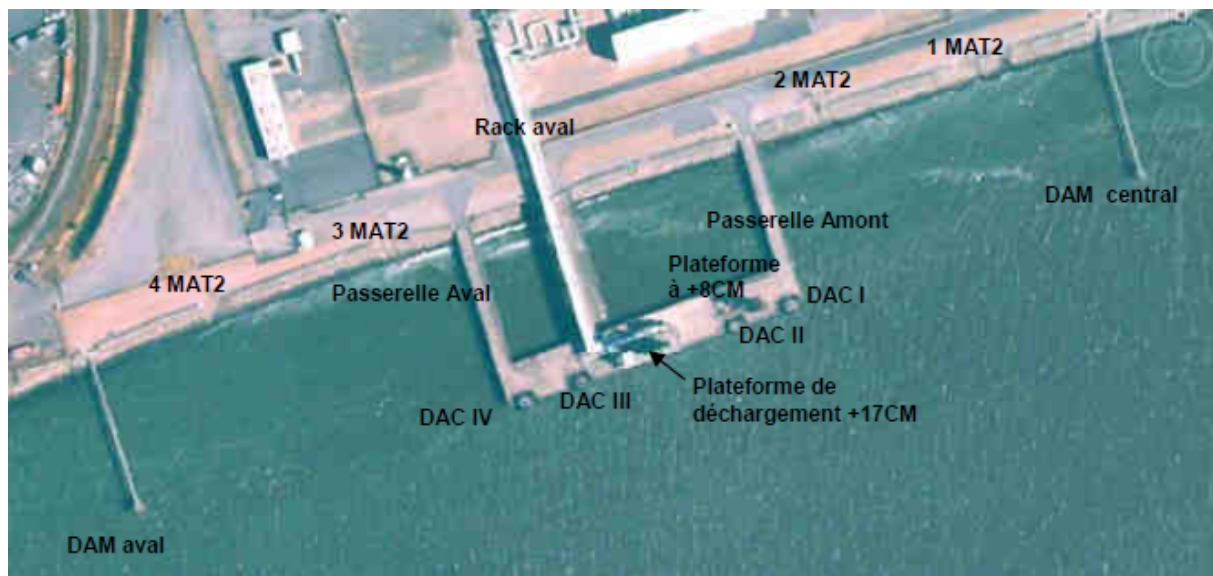 1 MAT2
2 MAT2
Rack aval
DAM  central
Passerelle Amont
3 MAT2
Plateforme
à +8CM
4 MAT2
Passerelle Aval
DAC I
DAC II
Plateforme de
déchargement +17CM
DAC III
DAC IV
DAM aval